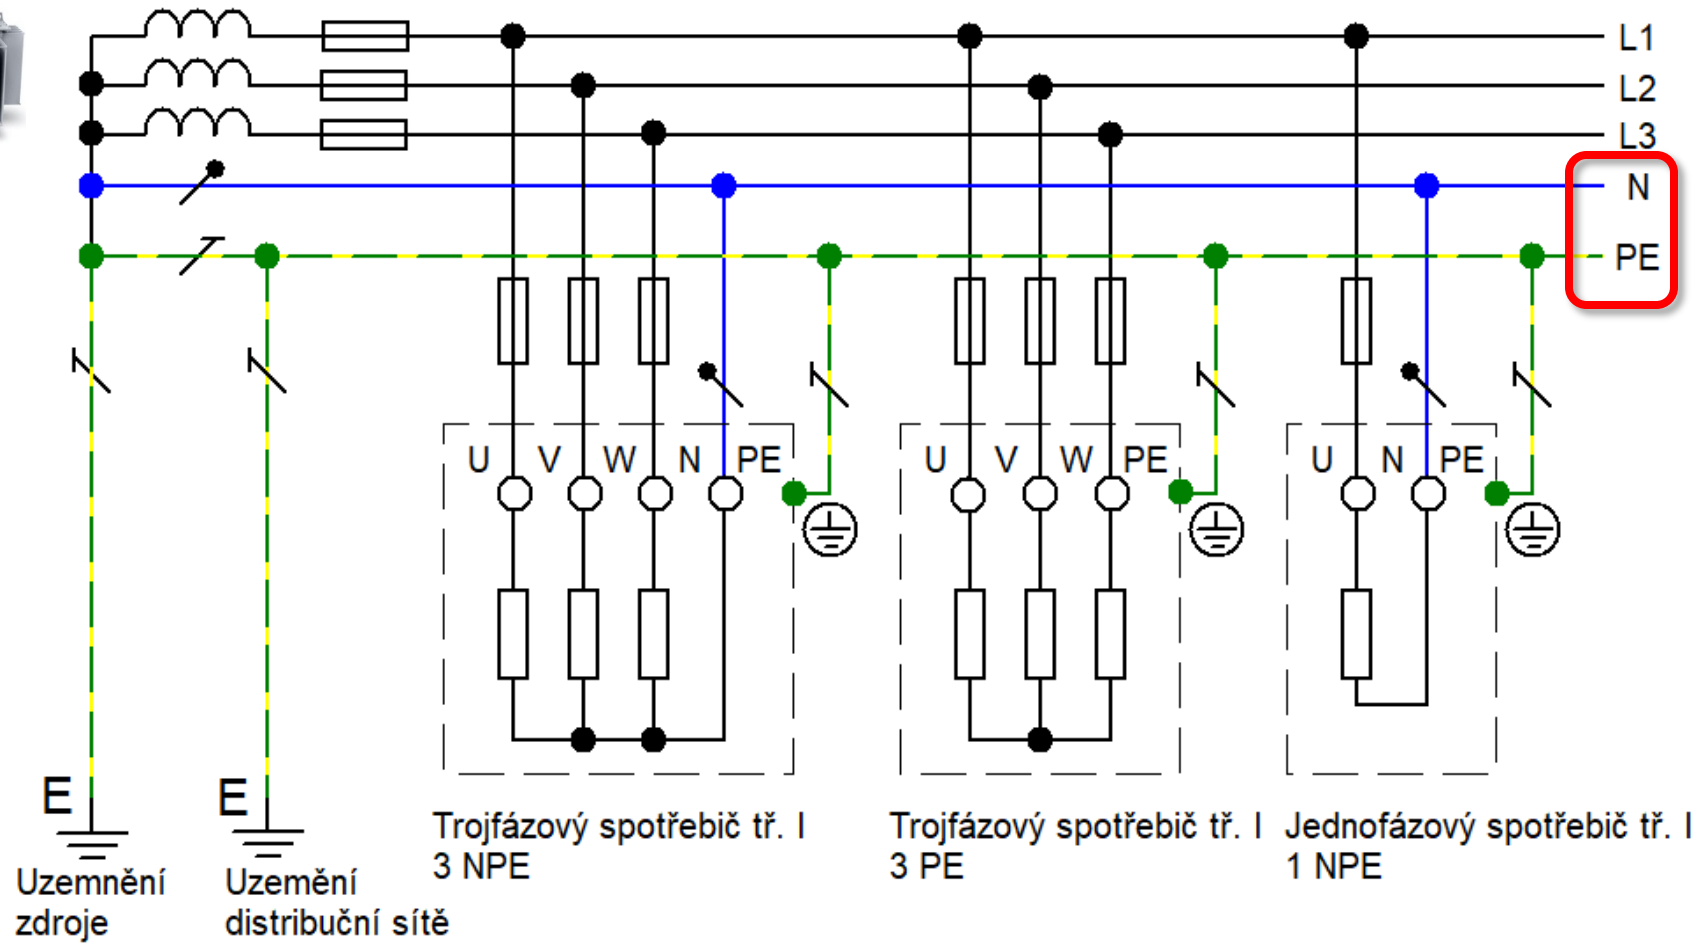 L1
L2
L3
N
PE
U V W N PE
U V W PE
U N PE
E
E
Uzemnění
zdroje
Uzemění
distribuční sítě
Trojfázový spotřebič tř. I
3 NPE
Trojfázový spotřebič tř. I
3 PE
Jednofázový spotřebič tř. I
1 NPE